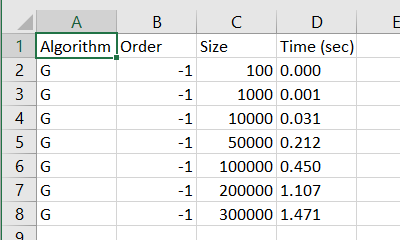 A B C D E
1 Algorithm Order Size Time (sec)
2 G -1 100 0.000
3 G -1 1000 0.001
4 G -1 10000 0.031
5 G -1 50000 0.212
6 G -1 100000 0.450
7 G -1 200000 1.107
8 G -1 300000 1.471
9